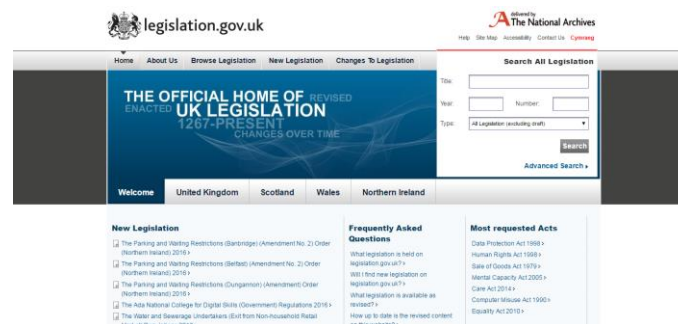 legislation.gov.uk
delivered by
The National Archives
Help Site Map Accessibility Contact Us Cymraeg
Home About Us Browse Legislation New Legislation Changes To Legislation
Search All Legislation
Title:
Year: Number:
Type: All Legislation (excluding draft)
Search
Advanced Search
THE OFFICIAL HOME OF REVISED
ENACTED UK LEGISLATION
1267-PRESENT
CHANGES OVER TIME
Welcome United Kingdom Scotland Wales Northern Ireland
New Legislation
The Parking and Waiting Restrictions (Banbridge) (Amendment No. 2) Order
(Northern Ireland) 2016
The Parking and Waiting Restrictions (Belfast) (Amendment No. 2) Order
(Northern Ireland) 2016
The Parking and Waiting Restrictions (Dungannon) (Amendment) Order
(Northern Ireland) 2016
The Ada National College for Digital Skills (Government) Regulations 2016
The Water and Sewerage Undertakers (Exit from Non-household Retail
Frequently Asked
Questions
What legislation is held on
legislation.gov.uk?
Will I find new legislation on
legislation.gov.uk?
What legislation is available as
revised?
How up to date is the revised content
Most requested Acts
Data Protection Act 1998
Human Rights Act 1998
Sale of Goods Act 1979
Mental Capacity Act 2005
Care Act 2014
Computer Misuse Act 1990
Equality Act 2010